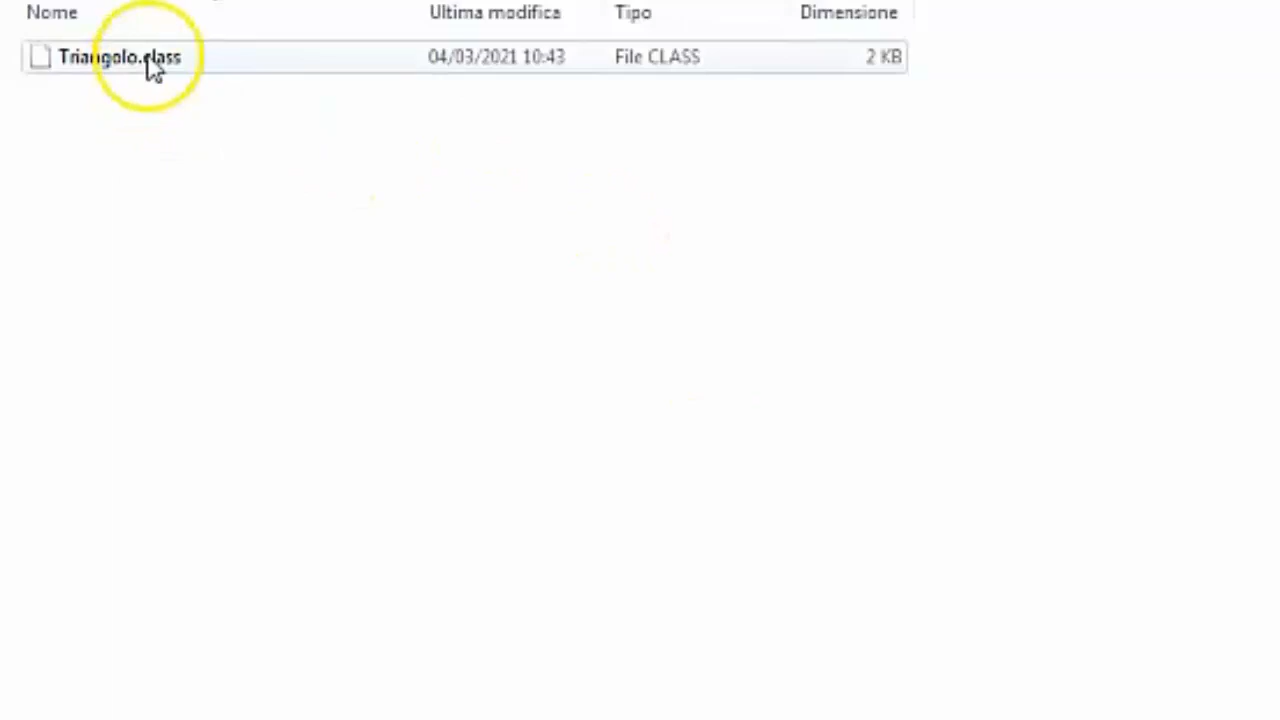 Nome Ultima modifica Tipo Dimensione
Triangolo.class 04/03/2021 10:43 File CLASS 2 KB